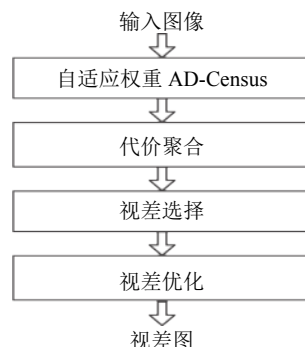 输入图像
自适应权重 AD-Census
代价聚合
视差选择
视差优化
视差图